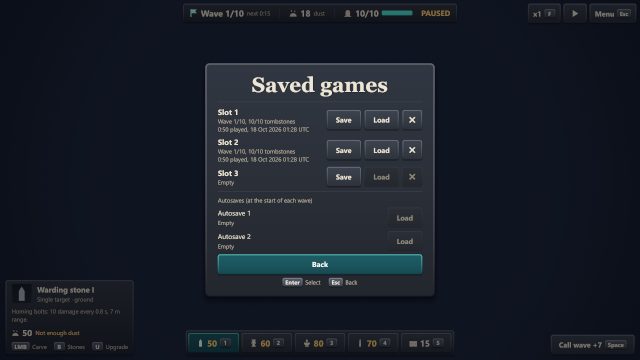 Wave 1/10 next 0:15 18 dust 10/10 PAUSED
x1 F Menu Esc
Saved games
Slot 1
Wave 1/10, 10/10 tombstones
0:50 played, 18 Oct 2026 01:28 UTC
Save Load
Slot 2
Wave 1/10, 10/10 tombstones
0:50 played, 18 Oct 2026 01:28 UTC
Save Load
Slot 3
Empty
Save Load
Autosaves (at the start of each wave)
Autosave 1
Empty
Load
Autosave 2
Empty
Load
Back
Enter Select Esc Back
Warding stone I
Single target · ground
Homing bolts: 10 damage every 0.8 s, 7 m
range.
50 Not enough dust
LMB Carve B Stones U Upgrade
50 1 60 2 80 3 70 4 15 5
Call wave +7 Space